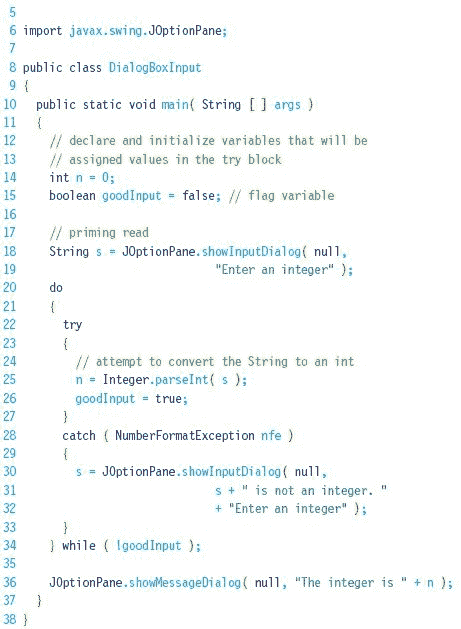 5
6 import javax.swing.JOptionPane;
7
8 public class DialogBoxInput
9 {
10 public static void main( String [ ] args )
11 {
12 // declare and initialize variables that will be
13 // assigned values in the try block
14 int n = 0;
15 boolean goodInput = false; // flag variable
16
17 // priming read
18 String s = JOptionPane.showInputDialog( null,
19 "Enter an integer" );
20 do
21 {
22 try
23 {
24 // attempt to convert the String to an int
25 n = Integer.parseInt( s );
26 goodInput = true;
27 }
28 catch ( NumberFormatException nfe )
29 {
30 s = JOptionPane.showInputDialog( null,
31 s + " is not an integer. "
32 + "Enter an integer" );
33 }
34 } while ( !goodInput );
35
36 JOptionPane.showMessageDialog( null, "The integer is " + n );
37 }
38 }